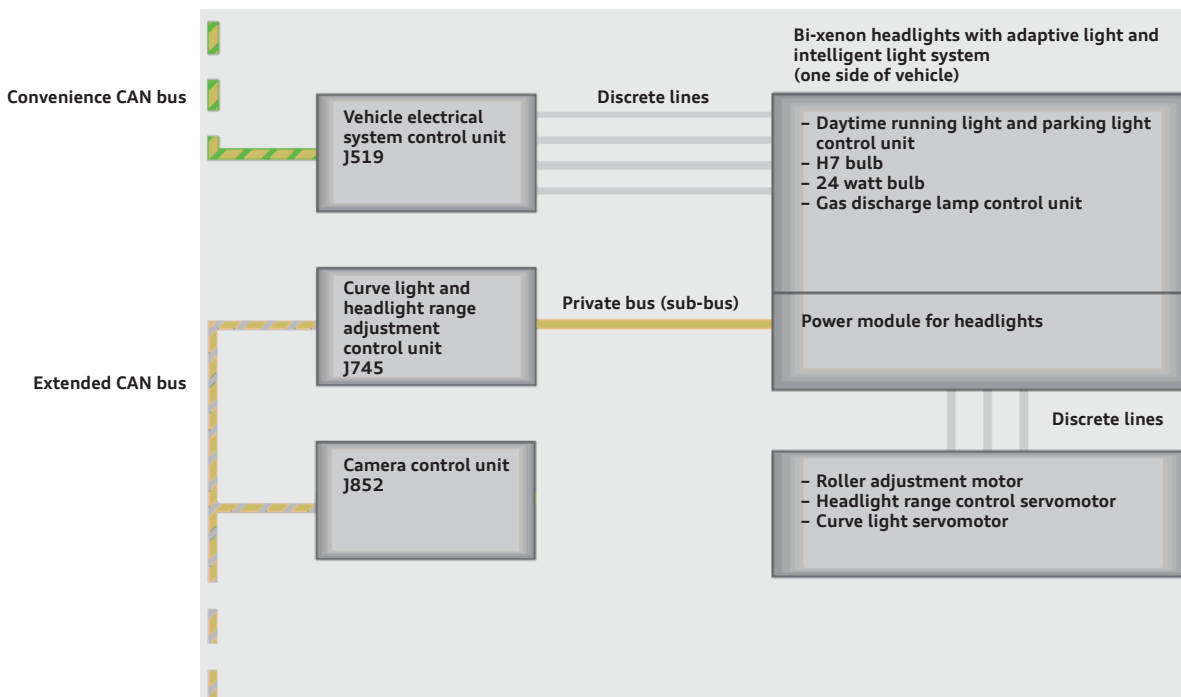 Bi-xenon headlights with adaptive light and
intelligent light system
(one side of vehicle)
Convenience CAN bus
Discrete lines
Vehicle electrical
system control unit
J519
– Daytime running light and parking light
control unit
– H7 bulb
– 24 watt bulb
– Gas discharge lamp control unit
Curve light and
headlight range
adjustment
control unit
J745
Private bus (sub-bus)
Power module for headlights
Extended CAN bus
Discrete lines
Camera control unit
J852
– Roller adjustment motor
– Headlight range control servomotor
– Curve light servomotor